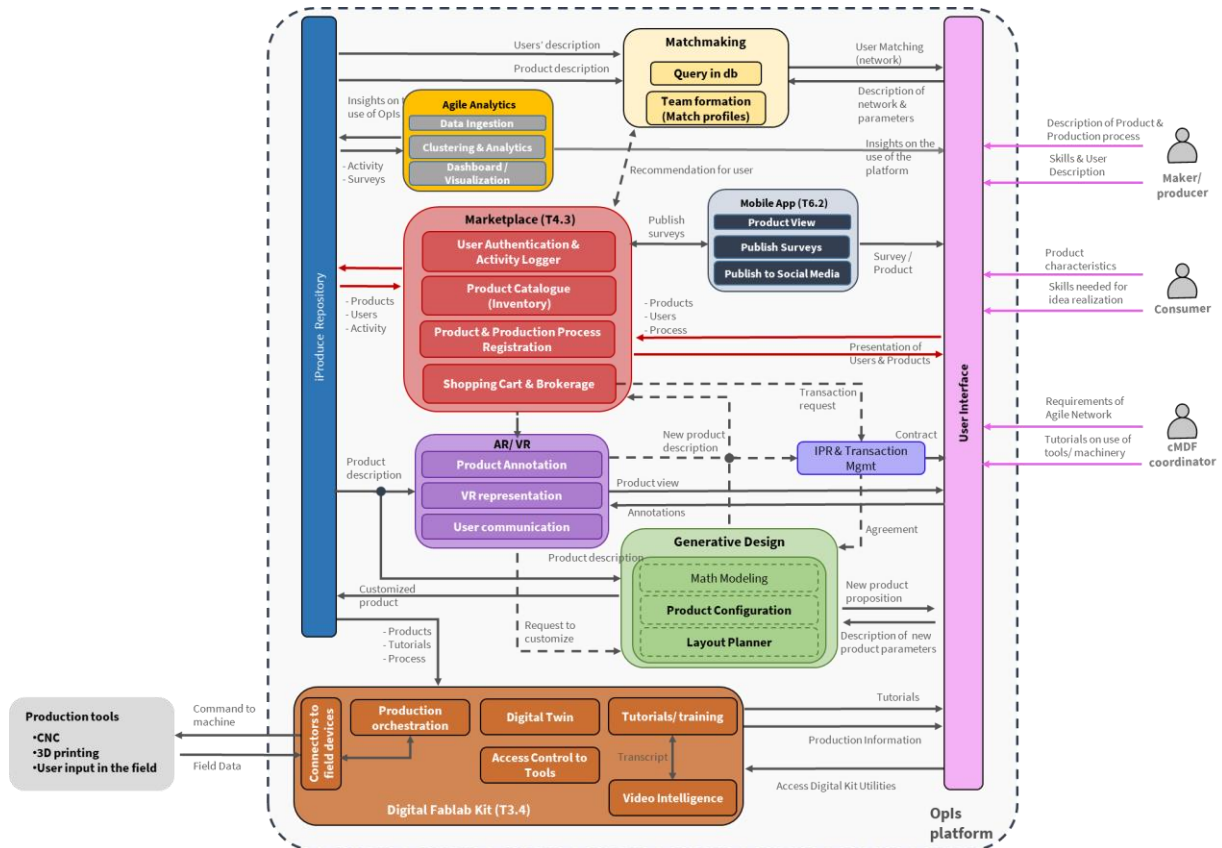 Users' description
Product description
Matchmaking
Query in db
Team formation
(Match profiles)
User Matching
(network)
Description of
network &
parameters
Insights on t
use of OpIs
Agile Analytics
Data Ingestion
Clustering & Analytics
Dashboard /
Visualization
- Activity
- Surveys
Insights on the
use of the
platform
Recommendation for user
Description of Product &
Production process
Skills & User
Description
Maker/
producer
Marketplace (T4.3)
User Authentication &
Activity Logger
Product Catalogue
(Inventory)
Product & Production Process
Registration
Shopping Cart & Brokerage
Publish
surveys
Mobile App (T6.2)
Product View
Publish Surveys
Publish to Social Media
Survey /
Product
Product
characteristics
Skills needed for
idea realization
Consumer
iProduce Repository
- Products
- Users
- Activity
- Products
- Users
- Process
Presentation of
Users & Products
User Interface
Transaction
request
Requirements of
Agile Network
Tutorials on use of
tools/ machinery
cMDF
coordinator
Product
description
AR/ VR
Product Annotation
VR representation
User communication
New product
description
IPR & Transaction
Mgmt
Contract
Product view
Annotations
Agreement
Product description
Generative Design
Math Modeling
Product Configuration
Layout Planner
Customized
product
Request to
customize
New product
proposition
Description of new
product parameters
- Products
- Tutorials
- Process
Production tools
•CNC
•3D printing
•User input in the field
Command to
machine
Field Data
Connectors to
field devices
Production
orchestration
Digital Twin
Tutorials/ training
Access Control to
Tools
Transcript
Video Intelligence
Digital Fablab Kit (T3.4)
Tutorials
Production Information
Access Digital Kit Utilities
OpIs
platform